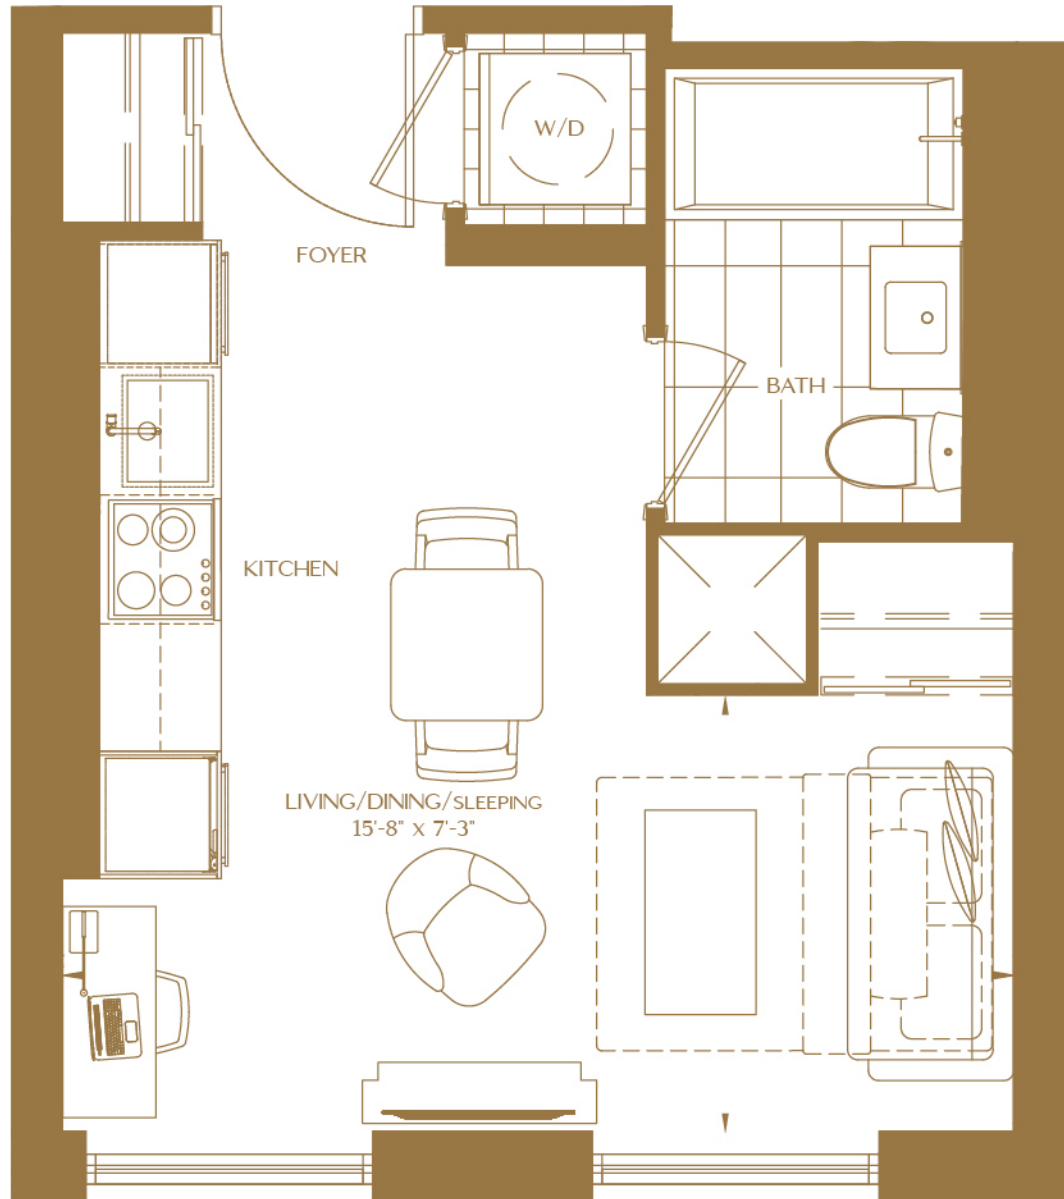 W/D
FOYER
BATH
KITCHEN
LIVING/DINING/SLEEPING
15'-8" X 7'-3"